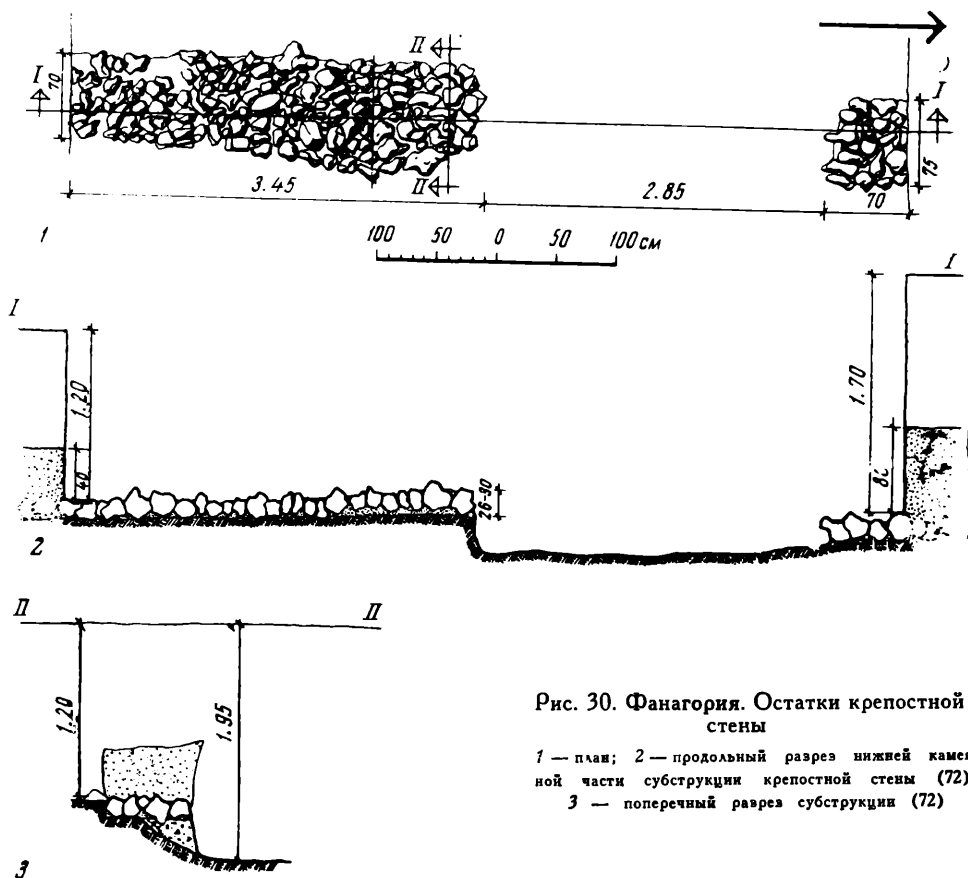 II
I
70
II
I
75
3.45
2.85
70
1
100 50 0 50 100 см
I
I
1.20
40
1.70
26-30
2
II
II
1.20
1.95
3
Рис. 30. Фанагория. Остатки крепостной
стены
1 — план; 2 — продольный разрез нижней камен
ной части субструкции крепостной стены (72)
3 — поперечный разрез субструкции (72)